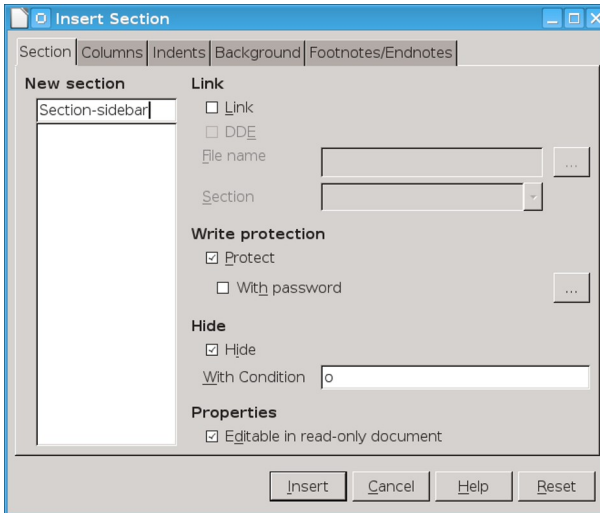 Insert Section
Section Columns Indents Background Footnotes/Endnotes
New section
Section-sidebar
Link
Link
DDE
File name
...
Section
Write protection
Protect
With password
...
Hide
Hide
With Condition
o
Properties
Editable in read-only document
Insert Cancel Help Reset